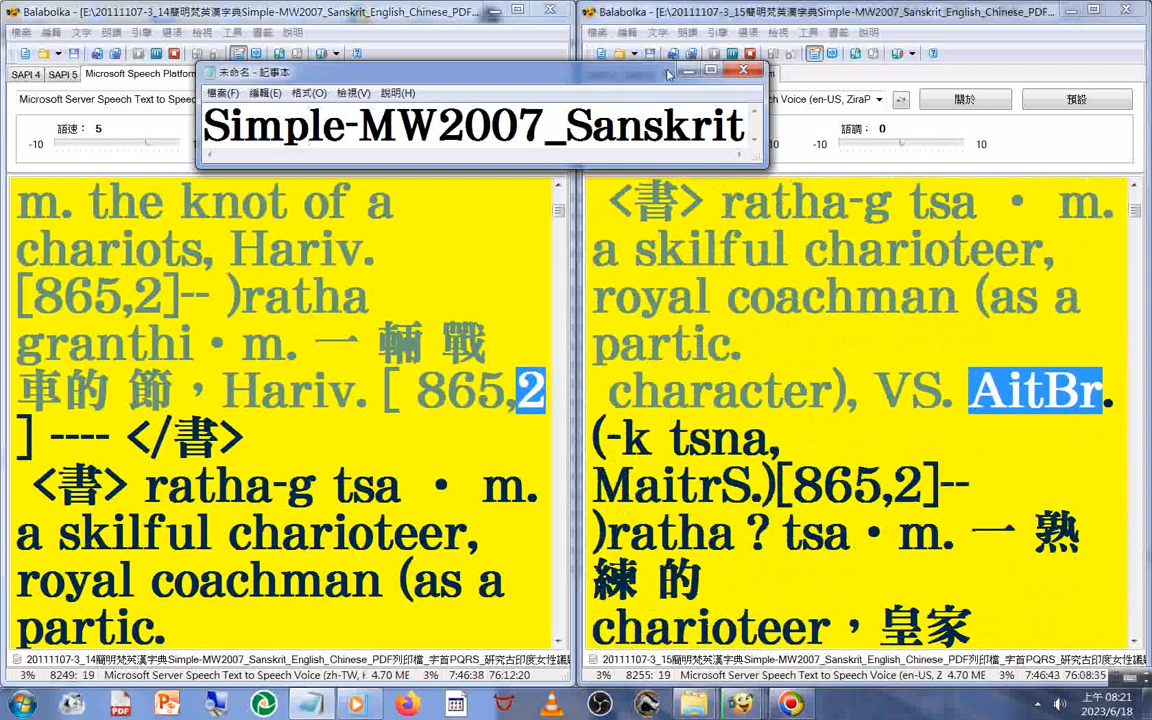 Balabolka - [E:\20111107-3_14簡明梵英漢字典Simple-MW2007_Sanskrit_English_Chinese_PDF...
檔案 編輯 文字 朗讀 引擎 選項 檢視 工具 書籤 說明
SAPI 4 SAPI 5 Microsoft Speech Platform
Microsoft Server Speech Text to Spee
語速： 5
-10
m. the knot of a
chariots, Hariv.
[865,2]-- )ratha
granthi・m. 一 輛 戰
車的 節，Hariv. [ 865,2
] ---- </書>
<書> ratha-g tsa ・ m.
a skilful charioteer,
royal coachman (as a
partic.
20111107-3_14簡明梵英漢字典Simple-MW2007_Sanskrit_English_Chinese_PDF列印檔_字首PQRS_研究古印度女性議
3% 8249: 19 Microsoft Server Speech Text to Speech Voice (zh-TW, 4.70 ME 3% 7:46:38 76:12:20
未命名 - 記事本
檔案(F) 編輯(E) 格式(O) 檢視(V) 說明(H)
Simple-MW2007_Sanskrit
Balabolka - [E:\20111107-3_15簡明梵英漢字典Simple-MW2007_Sanskrit_English_Chinese_PDF...
檔案 編輯 文字 朗讀 引擎 選項 檢視 工具 書籤 說明
Voice (en-US, ZiraP
關於
預設
語調： 0
10 -10 10
<書> ratha-g tsa ・ m.
a skilful charioteer,
royal coachman (as a
partic.
character), VS. AitBr.
(-k tsna,
MaitrS.)[865,2]--
)ratha？tsa・m. 一 熟
練 的
charioteer，皇家
20111107-3_15簡明梵英漢字典Simple-MW2007_Sanskrit_English_Chinese_PDF列印檔_字首PQRS_研究古印度女性議
3% 8255: 19 Microsoft Server Speech Text to Speech Voice (en-US, Z 4.70 ME 3% 7:46:43 76:08:35
上午 08:21
2023/6/18